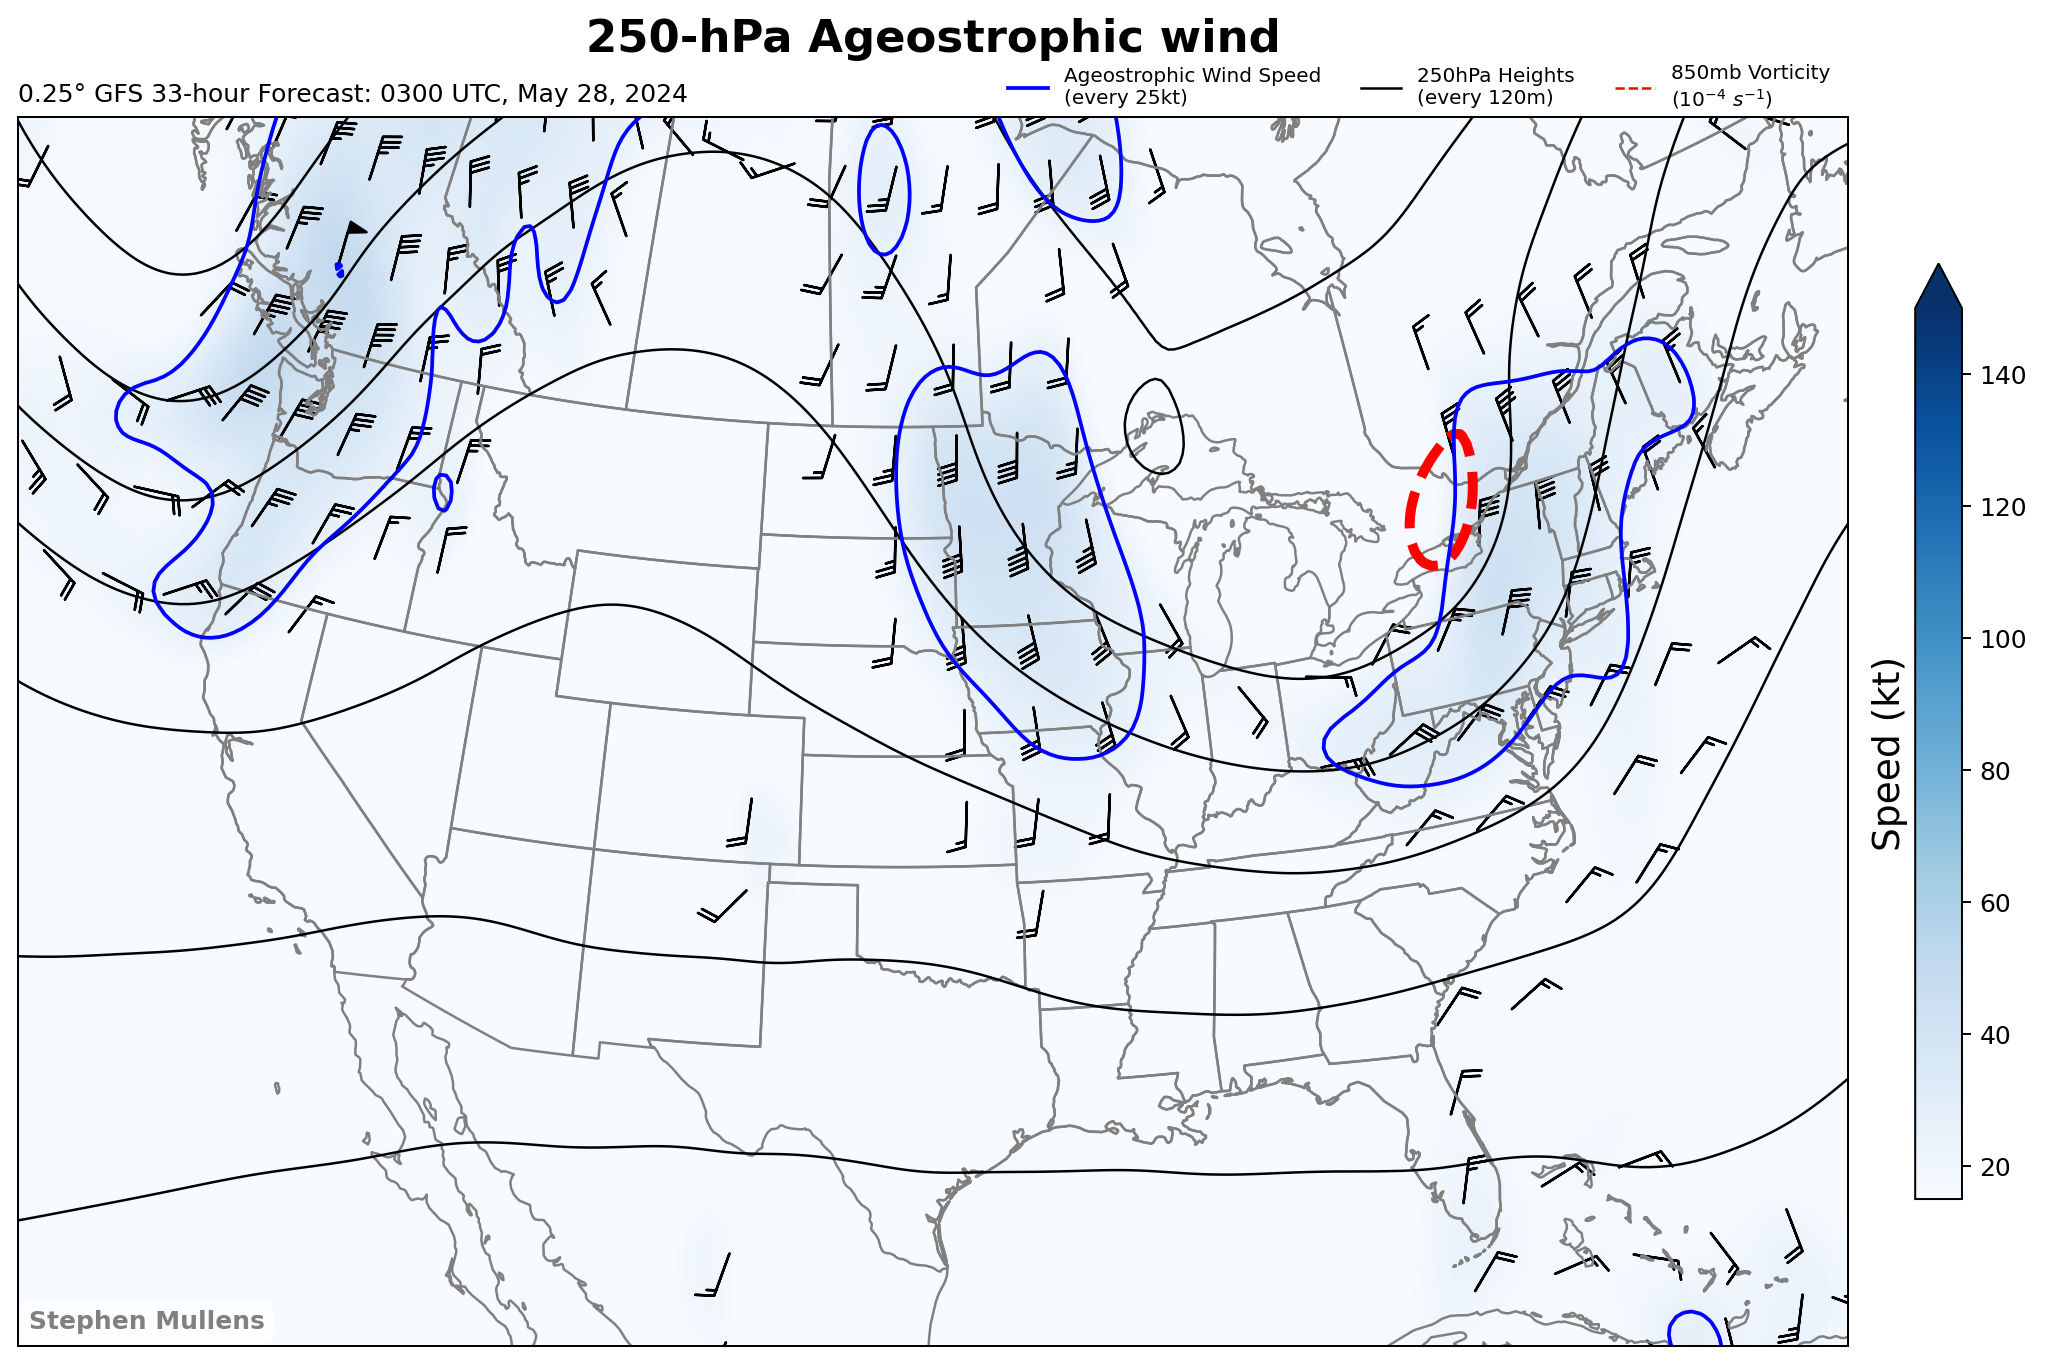 250-hPa Ageostrophic wind
0.25° GFS 33-hour Forecast: 0300 UTC, May 28, 2024
Ageostrophic Wind Speed
(every 25kt)
250hPa Heights
(every 120m)
850mb Vorticity
(10⁻⁴ s⁻¹)
140
120
100
80
60
40
20
Speed (kt)
Stephen Mullens